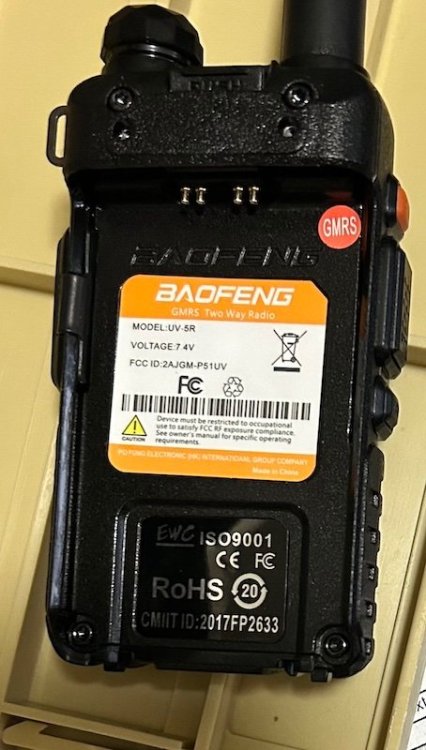 GMRS
BAOFENG
BAOFENG
GMRS Two Way Radio
MODEL:UV-5R
VOLTAGE:7.4V
FCC ID:2AJGM-P51UV
FC
Device must be restricted to occupational
use to satisfy FCC RF exposure compliance.
See owner's manual for specific operating
requirements.
CAUTION
PO FUNG ELECTRONIC (HK) INTERNATIONAL GROUP COMPANY
Made in China
EWC ISO9001
CE FC
RoHS 20
CMIIT ID:2017FP2633